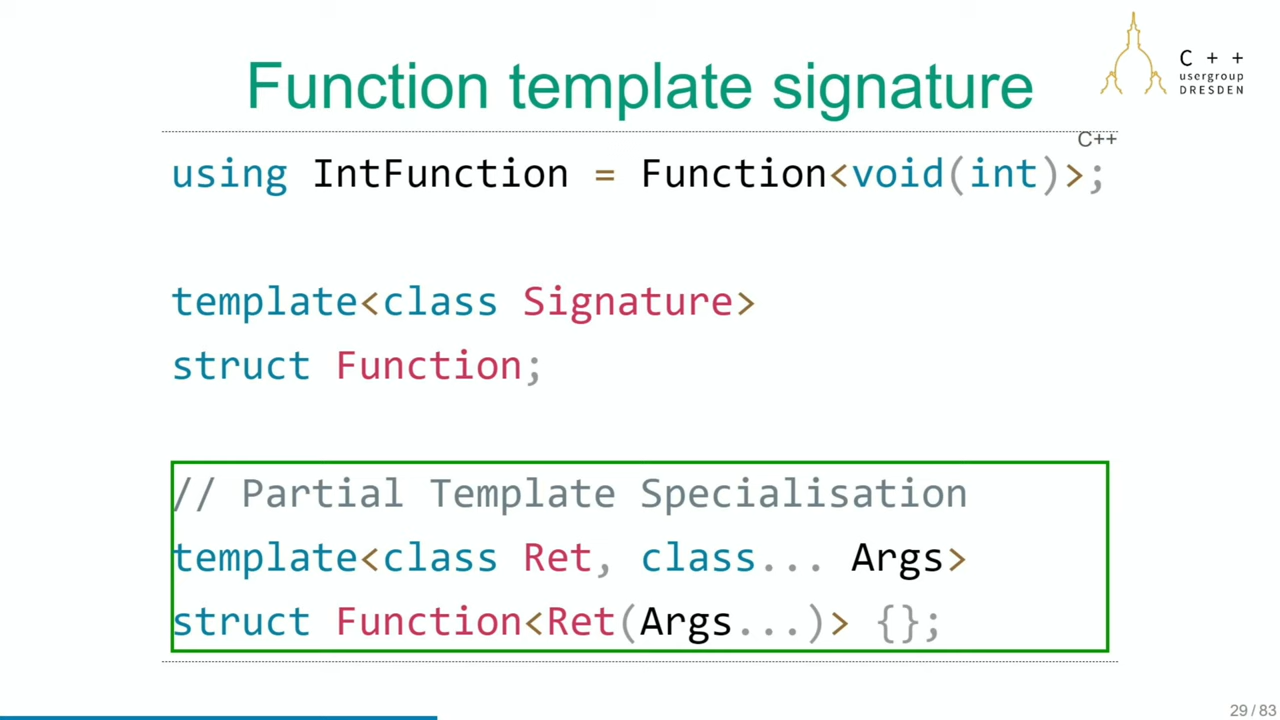 Function template signature
C + +
usergroup
DRESDEN
C++
using IntFunction = Function<void(int)>;
template<class Signature>
struct Function;
// Partial Template Specialisation
template<class Ret, class... Args>
struct Function<Ret(Args...)> {};
29 / 83